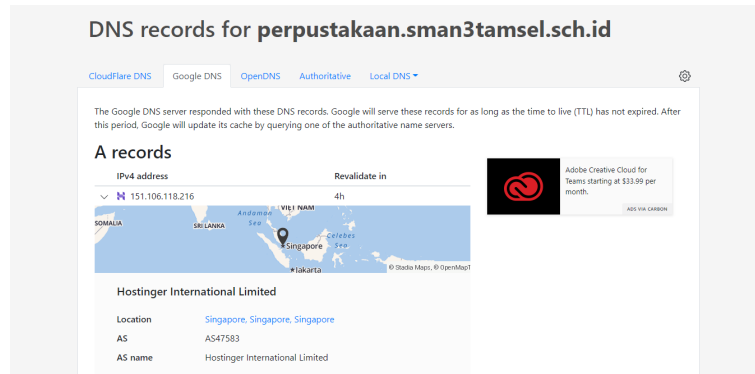 DNS records for perpustakaan.sman3tamsel.sch.id
CloudFlare DNS Google DNS OpenDNS Authoritative Local DNS
The Google DNS server responded with these DNS records. Google will serve these records for as long as the time to live (TTL) has not expired. After
this period, Google will update its cache by querying one of the authoritative name servers.
A records
IPv4 address Revalidate in
151.106.118.216 4h
SOMALIA
SRI LANKA
Andaman
Sea
VIETNAM
Singapore
Celebes
Sea
Jakarta
© Stadia Maps, © OpenMapT
Hostinger International Limited
Location Singapore, Singapore, Singapore
AS AS47583
AS name Hostinger International Limited
Adobe Creative Cloud for
Teams starting at $33.99 per
month.
ADS VIA CARBON